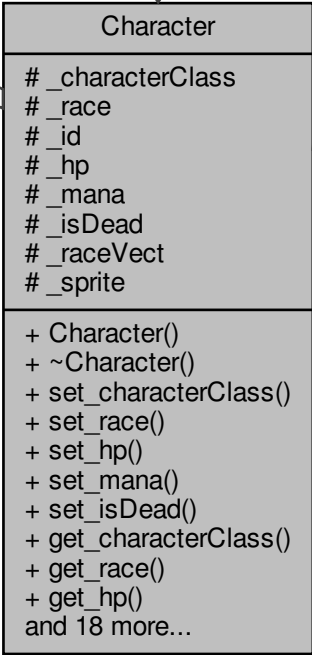 Character
# _characterClass
# _race
# _id
# _hp
# _mana
# _isDead
# _raceVect
# _sprite
+ Character()
+ ~Character()
+ set_characterClass()
+ set_race()
+ set_hp()
+ set_mana()
+ set_isDead()
+ get_characterClass()
+ get_race()
+ get_hp()
and 18 more...